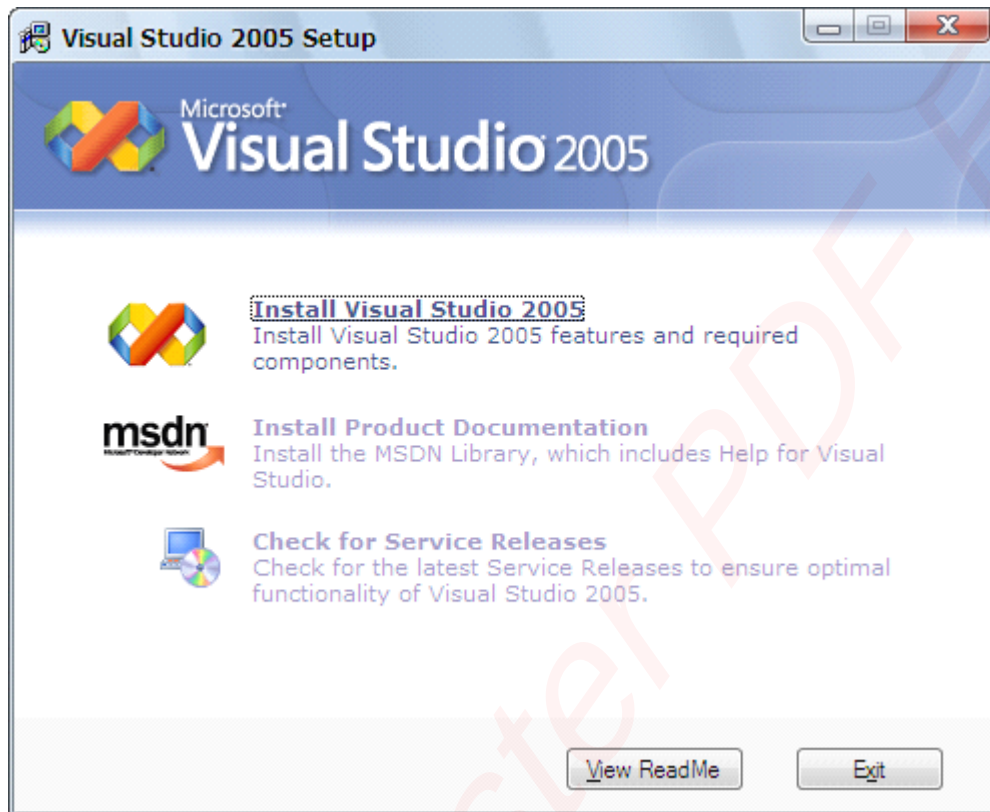 Visual Studio 2005 Setup
Microsoft
Visual Studio 2005
Install Visual Studio 2005
Install Visual Studio 2005 features and required
components.
msdn
Install Product Documentation
Install the MSDN Library, which includes Help for Visual
Studio.
Check for Service Releases
Check for the latest Service Releases to ensure optimal
functionality of Visual Studio 2005.
View ReadMe
Exit